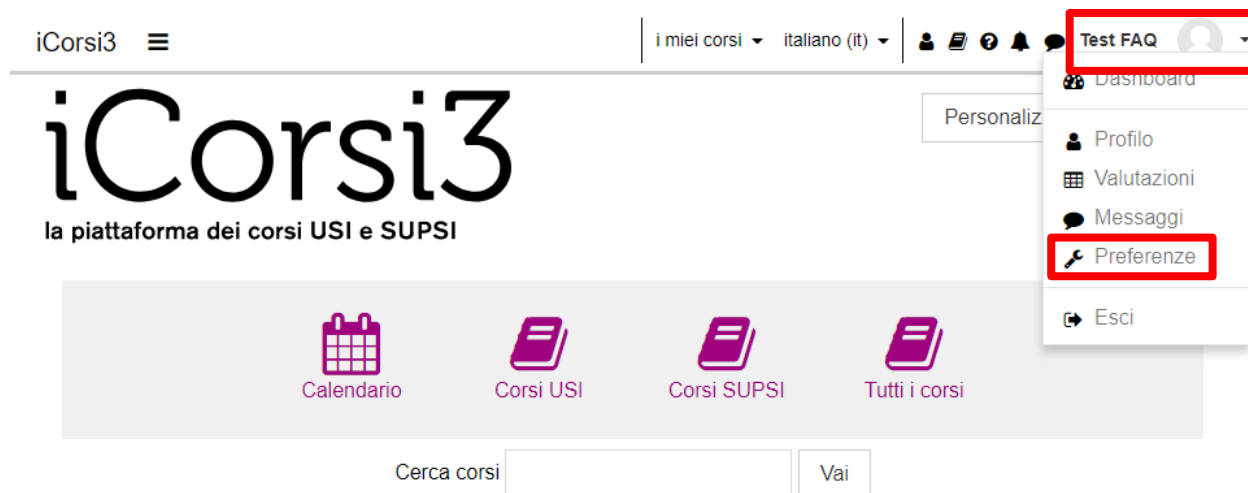 iCorsi3
i miei corsi
italiano (it)
Test FAQ
Dashboard
iCorsi3
la piattaforma dei corsi USI e SUPSI
Personaliz
Profilo
Valutazioni
Messaggi
Preferenze
Esci
Calendario
Corsi USI
Corsi SUPSI
Tutti i corsi
Cerca corsi
Vai